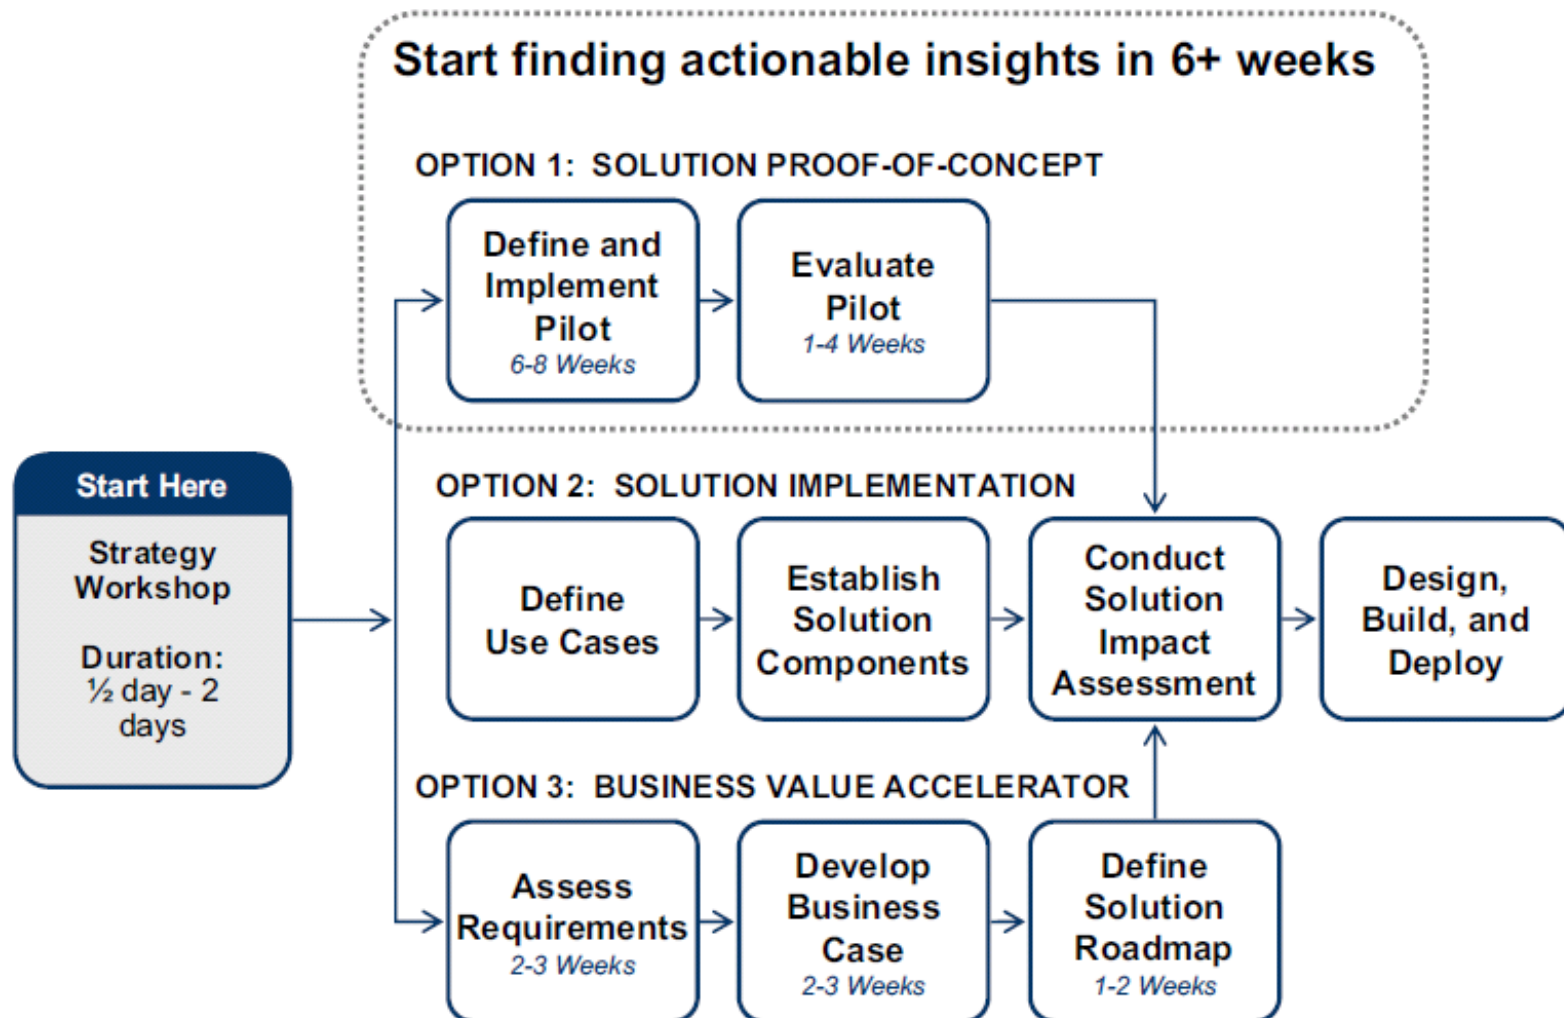 Start finding actionable insights in 6+ weeks
OPTION 1: SOLUTION PROOF-OF-CONCEPT
Define and
Implement
Pilot
6-8 Weeks
Evaluate
Pilot
1-4 Weeks
Start Here
Strategy
Workshop
Duration:
½ day - 2
days
OPTION 2: SOLUTION IMPLEMENTATION
Define
Use Cases
Establish
Solution
Components
Conduct
Solution
Impact
Assessment
Design,
Build, and
Deploy
OPTION 3: BUSINESS VALUE ACCELERATOR
Assess
Requirements
2-3 Weeks
Develop
Business
Case
2-3 Weeks
Define
Solution
Roadmap
1-2 Weeks